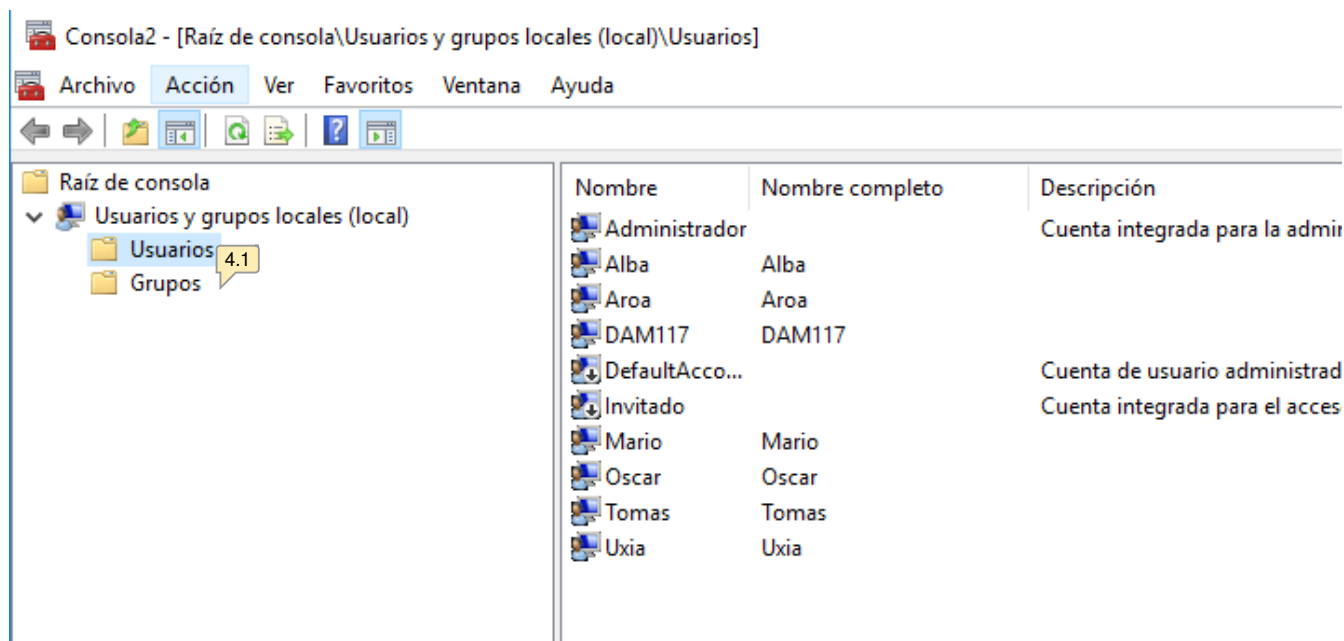 Consola2 - [Raíz de consola\Usuarios y grupos locales (local)\Usuarios]
Archivo Acción Ver Favoritos Ventana Ayuda
Raíz de consola
Usuarios y grupos locales (local)
Usuarios
4.1
Grupos
Nombre Nombre completo Descripción
Administrador Cuenta integrada para la admin
Alba Alba
Aroa Aroa
DAM117 DAM117
DefaultAcco... Cuenta de usuario administrad
Invitado Cuenta integrada para el acces
Mario Mario
Oscar Oscar
Tomas Tomas
Uxia Uxia